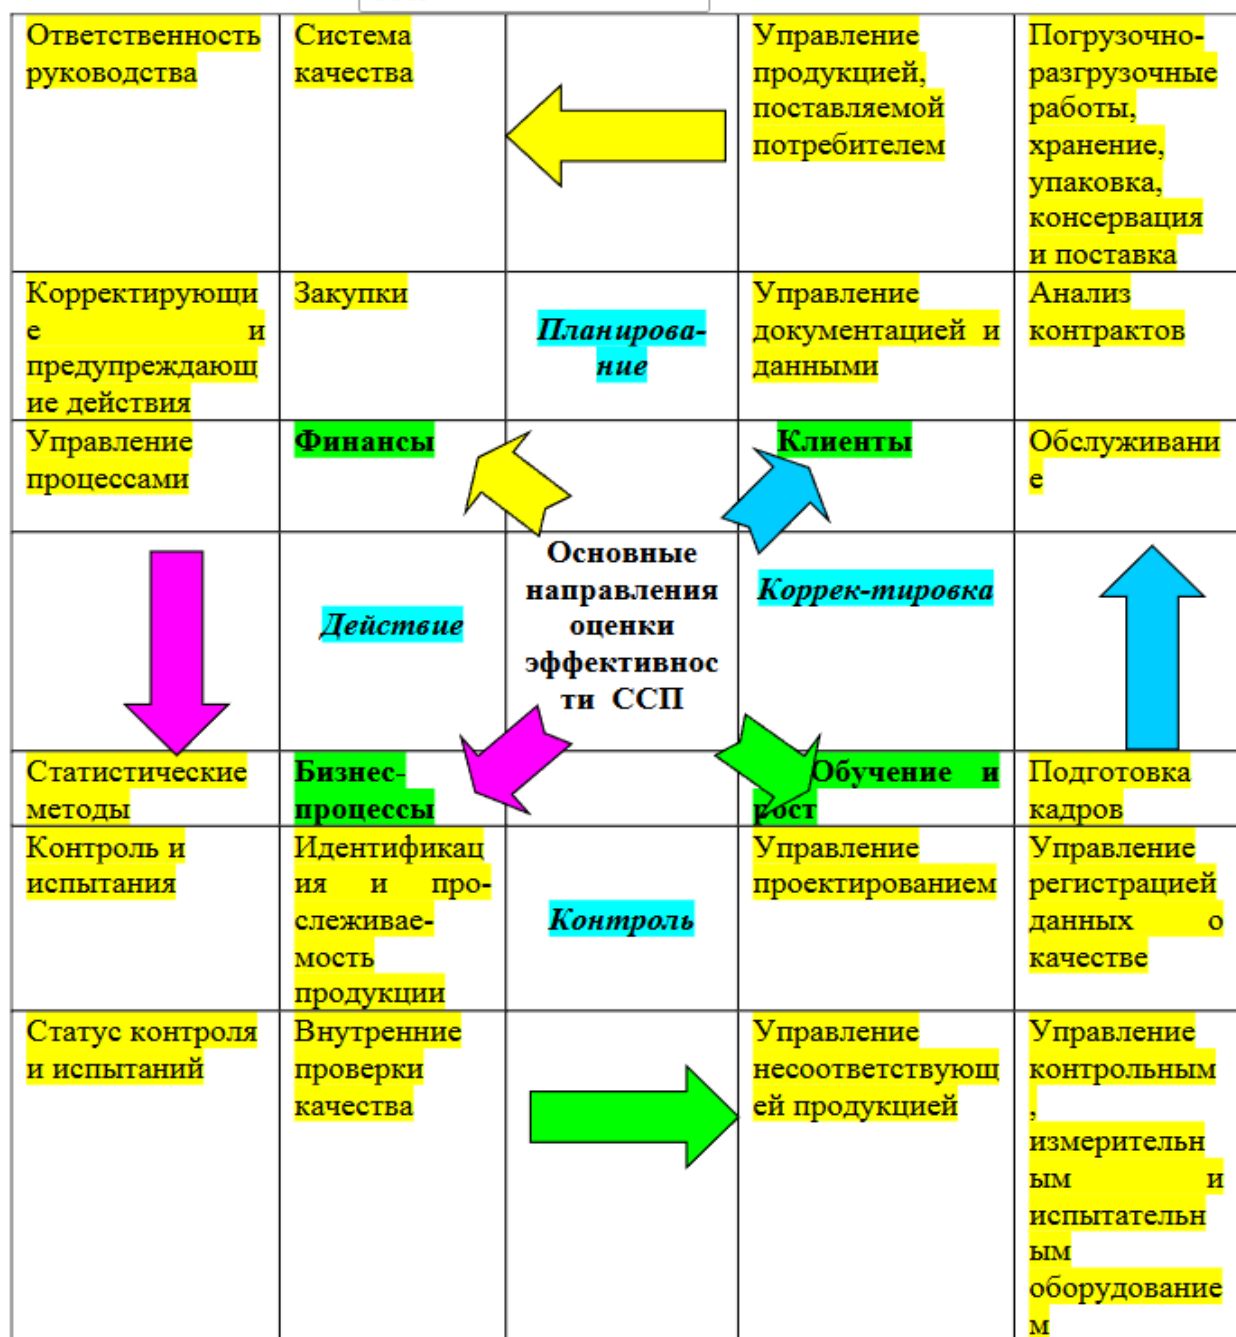 Ответственность
руководства
Система
качества
Управление
продукцией,
поставляемой
потребителем
Погрузочно-
разгрузочные
работы,
хранение,
упаковка,
консервация
и поставка
Корректирующи
е и
предупреждающ
ие действия
Закупки
Планирова-
ние
Управление
документацией и
данными
Анализ
контрактов
Управление
процессами
Финансы
Клиенты
Обслуживани
е
Действие
Основные
направления
оценки
эффективнос
ти ССП
Коррек-тировка
Статистические
методы
Бизнес-
процессы
Обучение и
рост
Подготовка
кадров
Контроль и
испытания
Идентификац
ия и про-
слеживае-
мость
продукции
Контроль
Управление
проектированием
Управление
регистрацией
данных о
качестве
Статус контроля
и испытаний
Внутренние
проверки
качества
Управление
несоответствующ
ей продукцией
Управление
контрольным
,
измерительн
ым и
испытательн
ым
оборудование
м